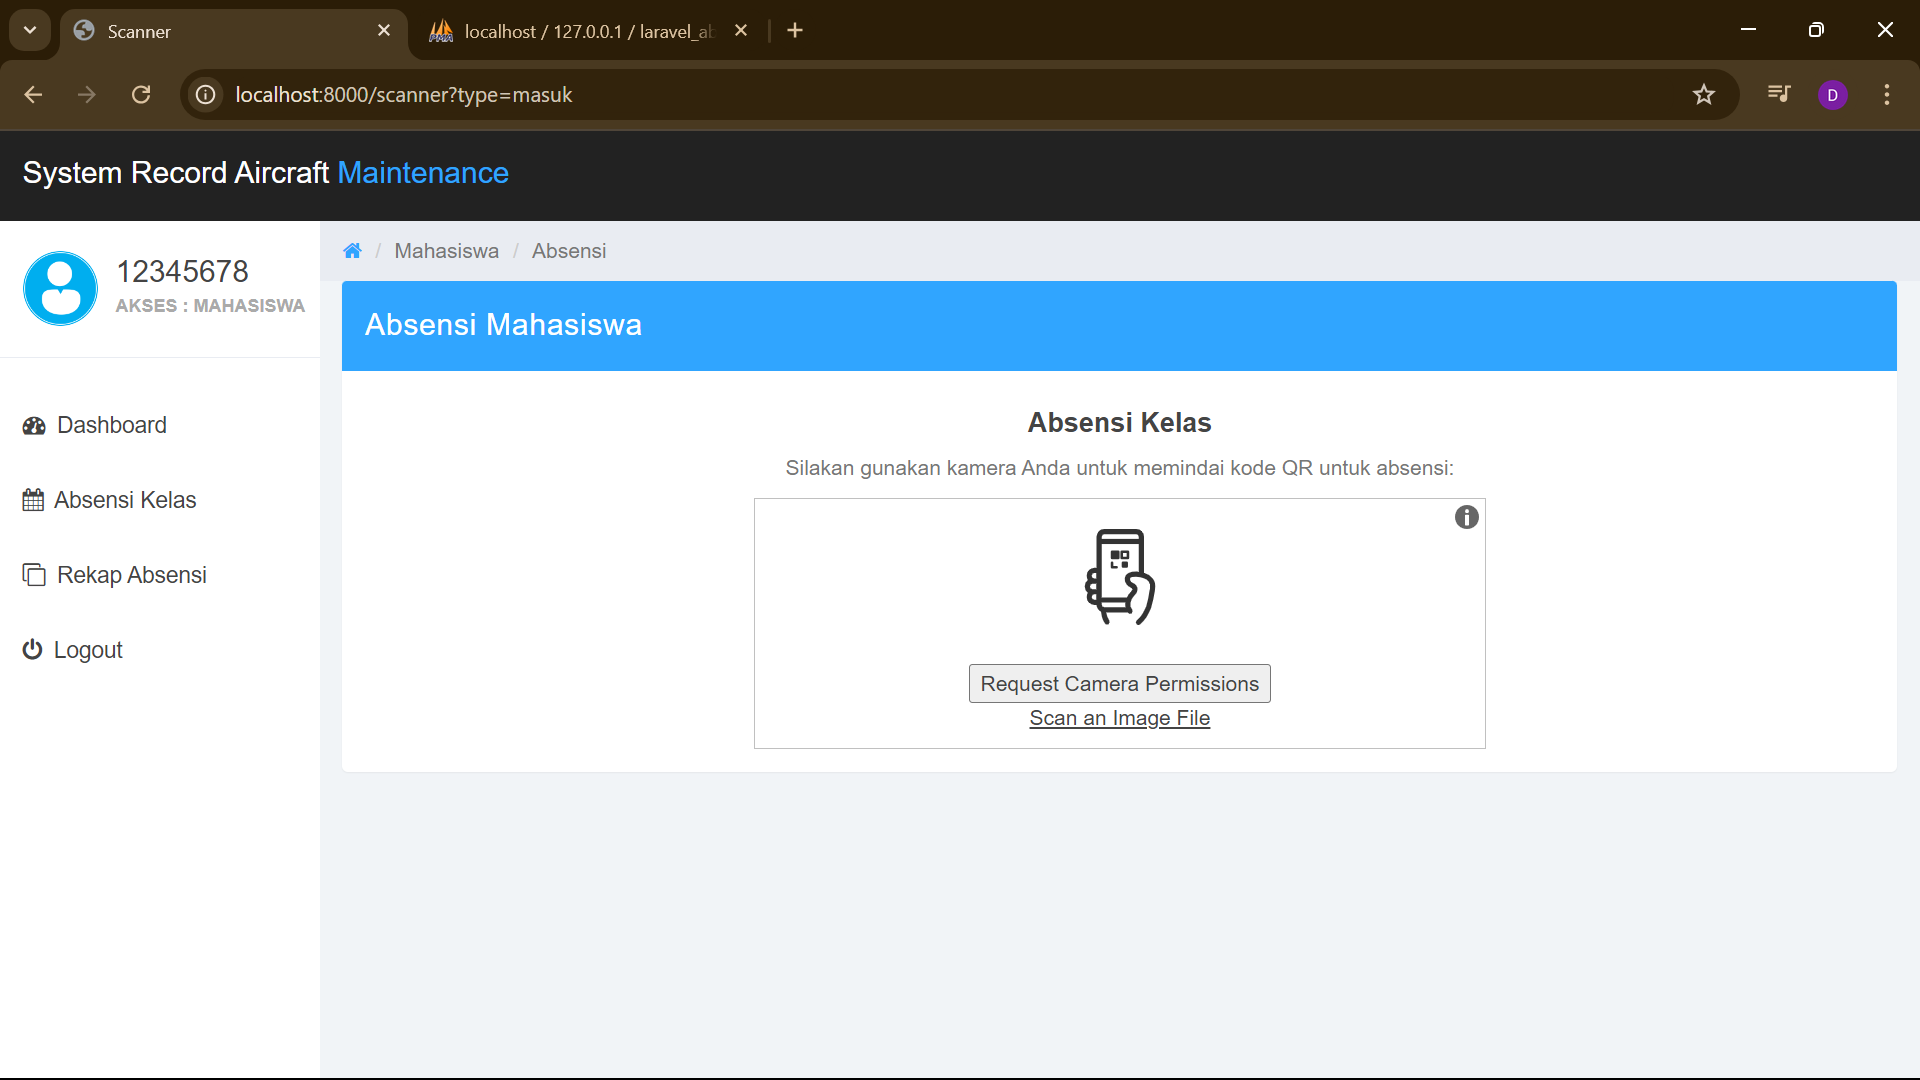 Scanner
localhost / 127.0.0.1 / laravel_ab
localhost:8000/scanner?type=masuk
D
System Record Aircraft Maintenance
12345678
AKSES : MAHASISWA
/ Mahasiswa / Absensi
Absensi Mahasiswa
Dashboard
Absensi Kelas
Rekap Absensi
Logout
Absensi Kelas
Silakan gunakan kamera Anda untuk memindai kode QR untuk absensi:
Request Camera Permissions
Scan an Image File